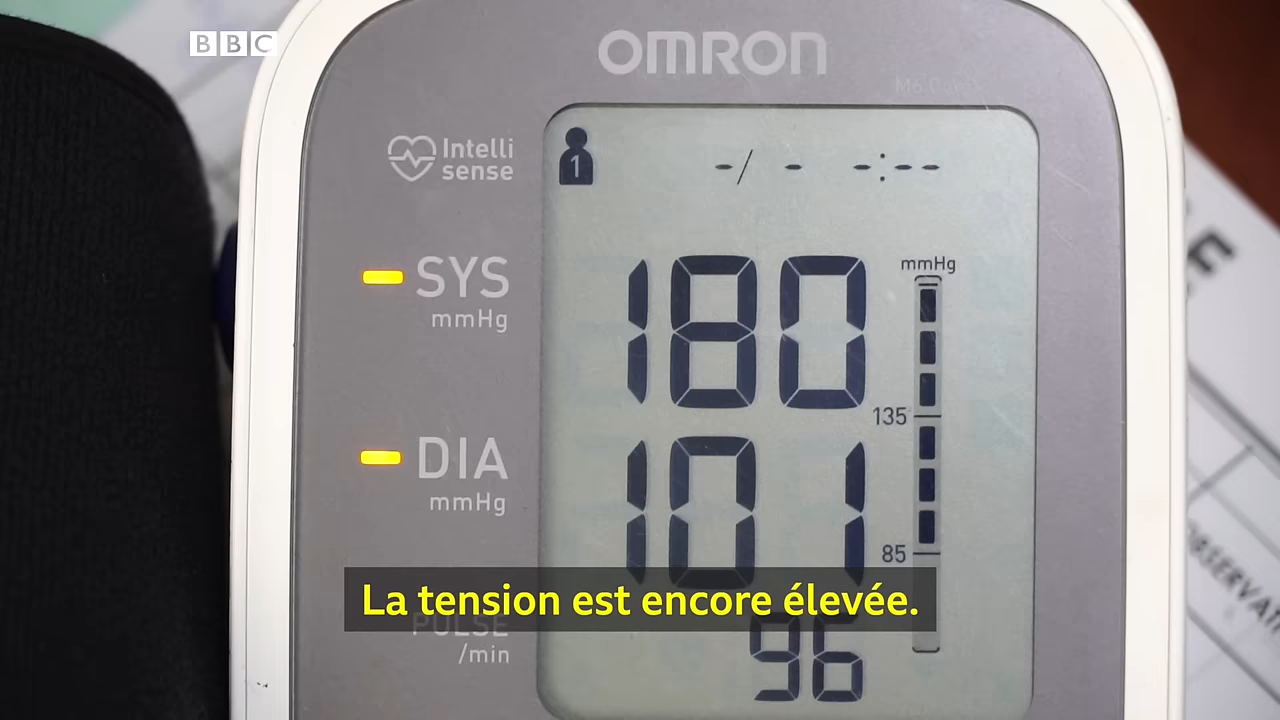 BBC
OMRON
Intelli
sense
1
-/ - -:--
SYS
mmHg
180
mmHg
135
DIA
mmHg
101
85
La tension est encore élevée.
PULSE
/min
96